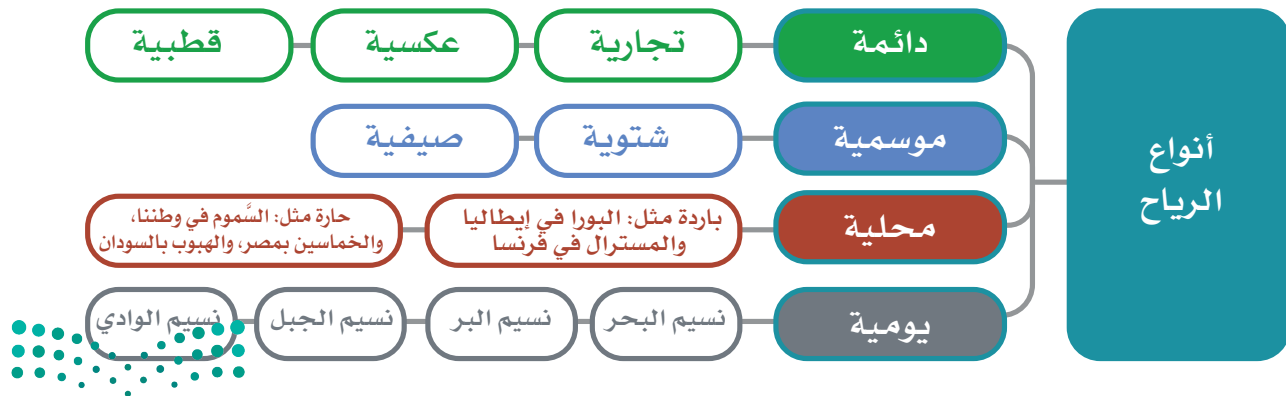 أنواع
الرياح
دائمة
تجارية
عكسية
قطبية
موسمية
شتوية
صيفية
محلية
باردة مثل: البورا في إيطاليا
والمسترال في فرنسا
حارة مثل: السَّموم في وطننا،
والخماسين بمصر، والهبوب بالسودان
يومية
نسيم البحر
نسيم البر
نسيم الجبل
نسيم الوادي